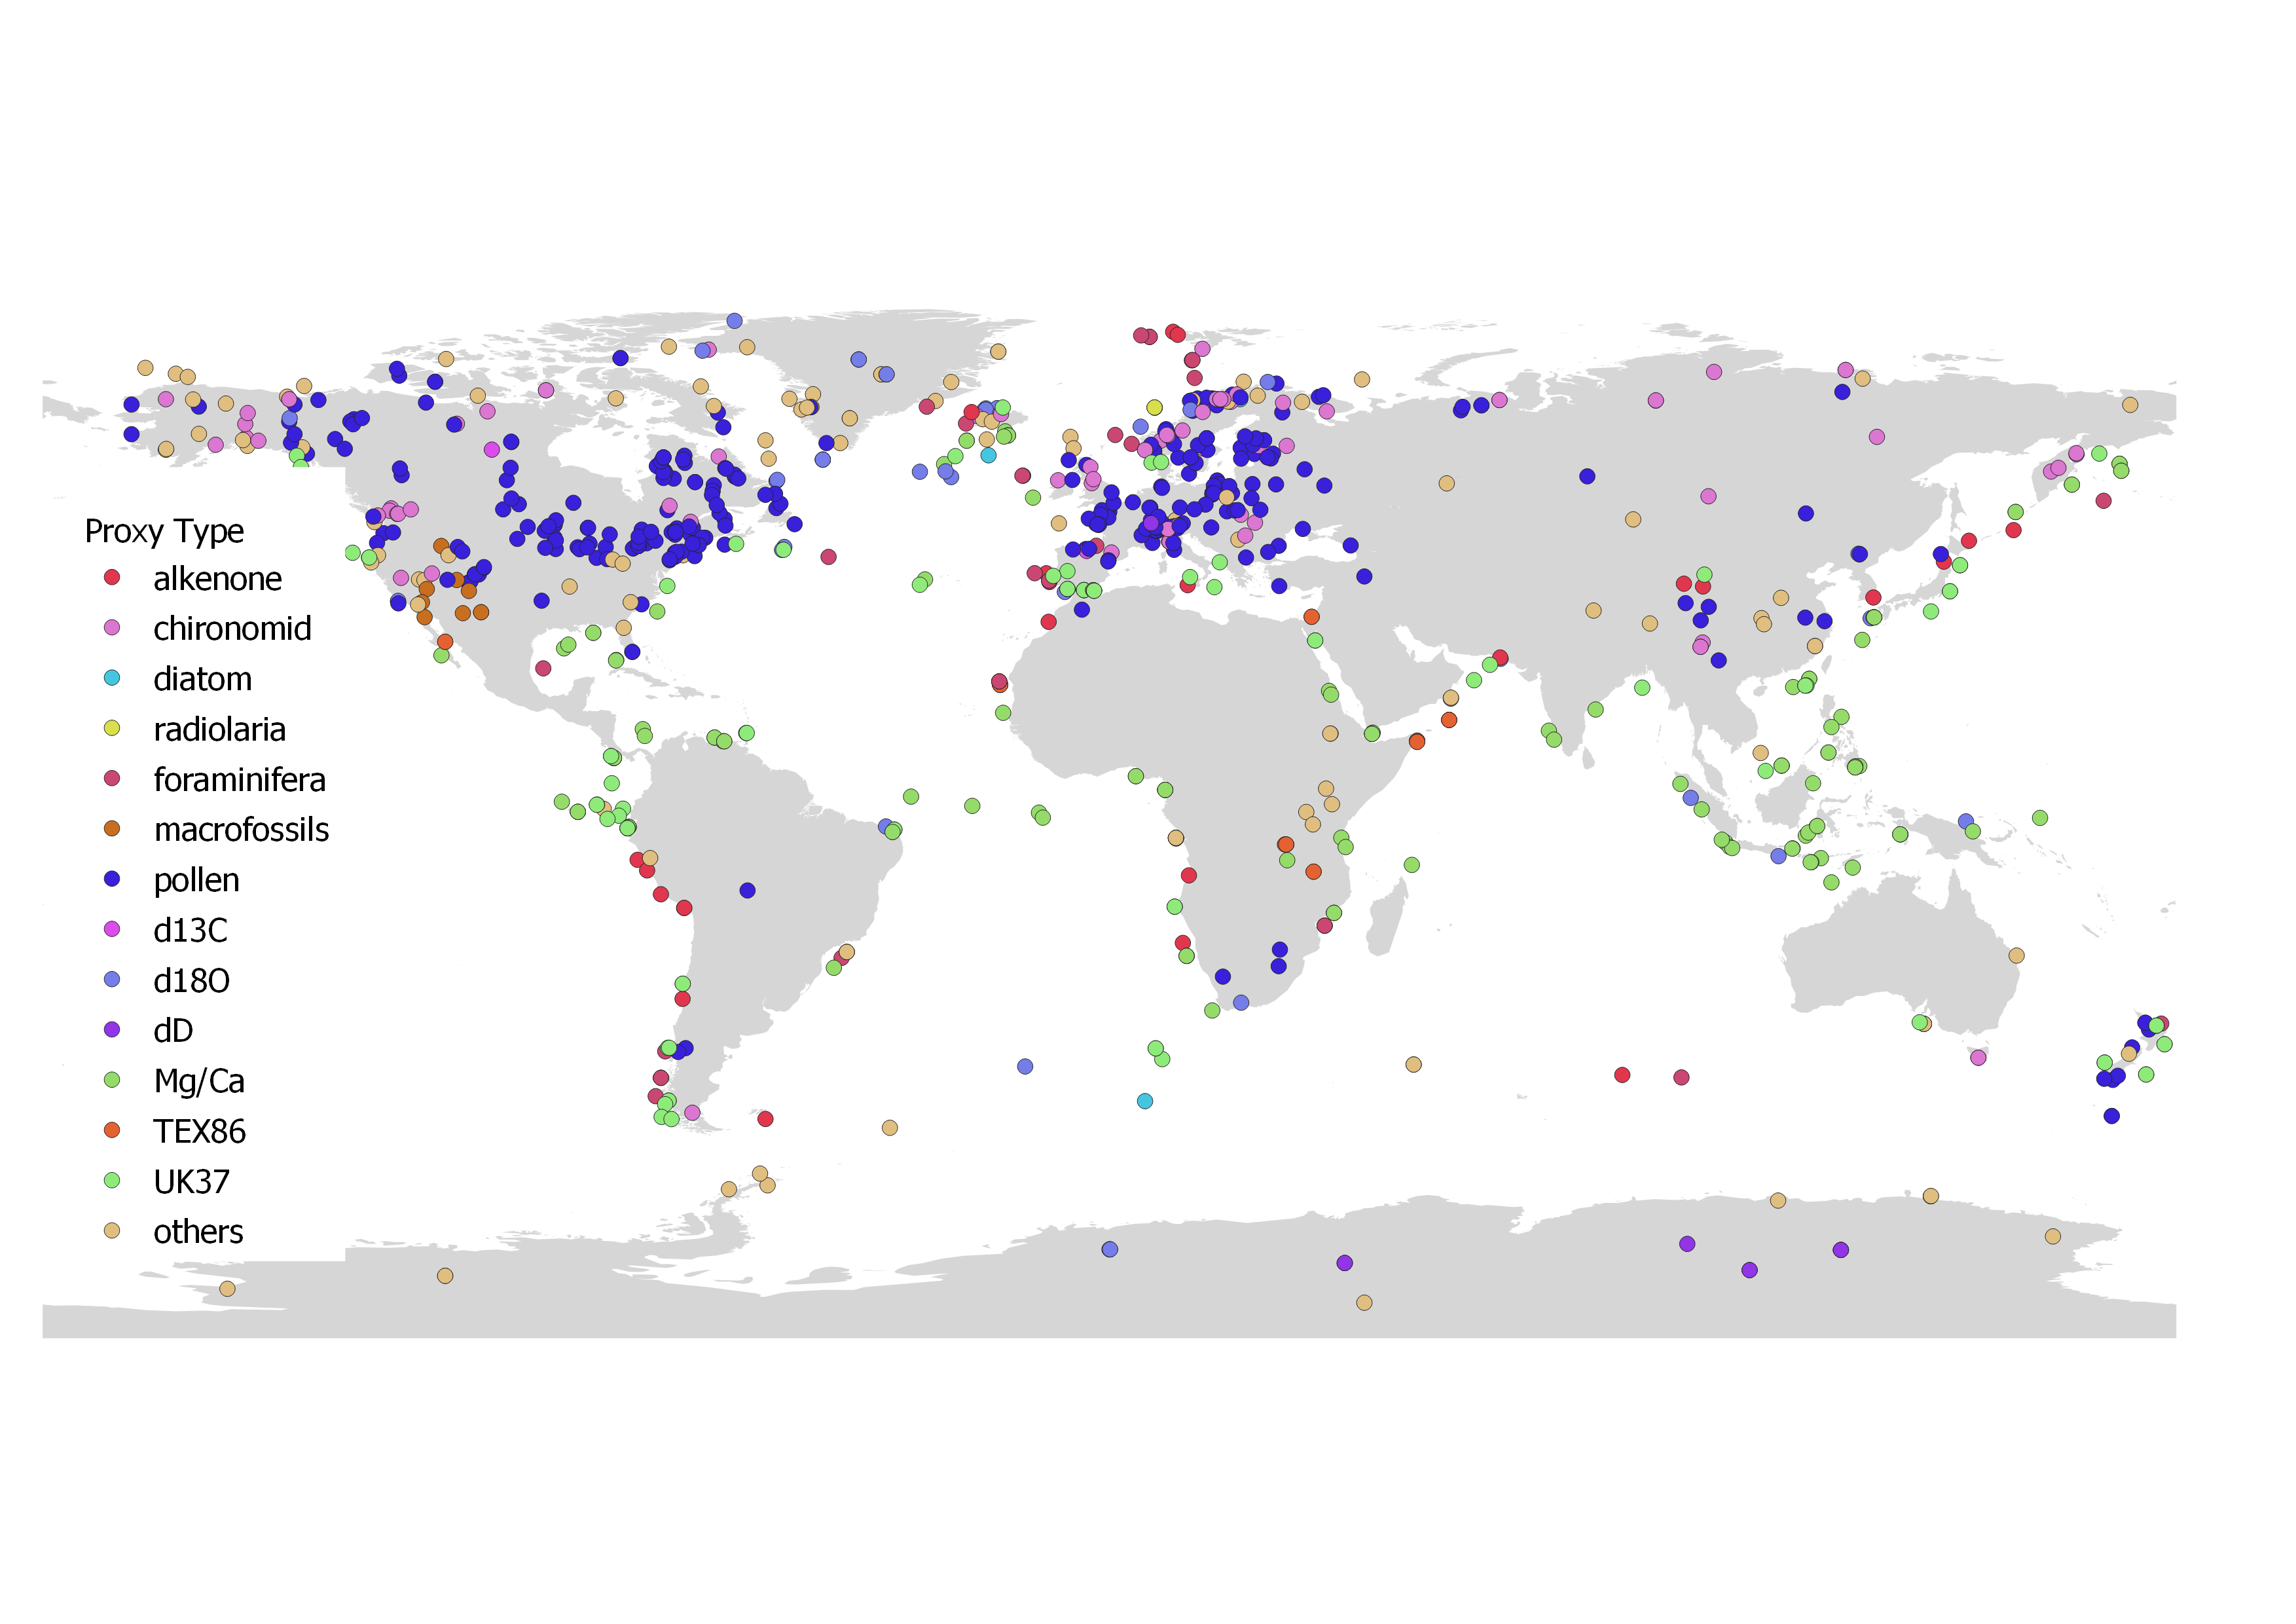 Proxy Type
alkenone
chironomid
diatom
radiolaria
foraminifera
macrofossils
pollen
d13C
d18O
dD
Mg/Ca
TEX86
UK37
others